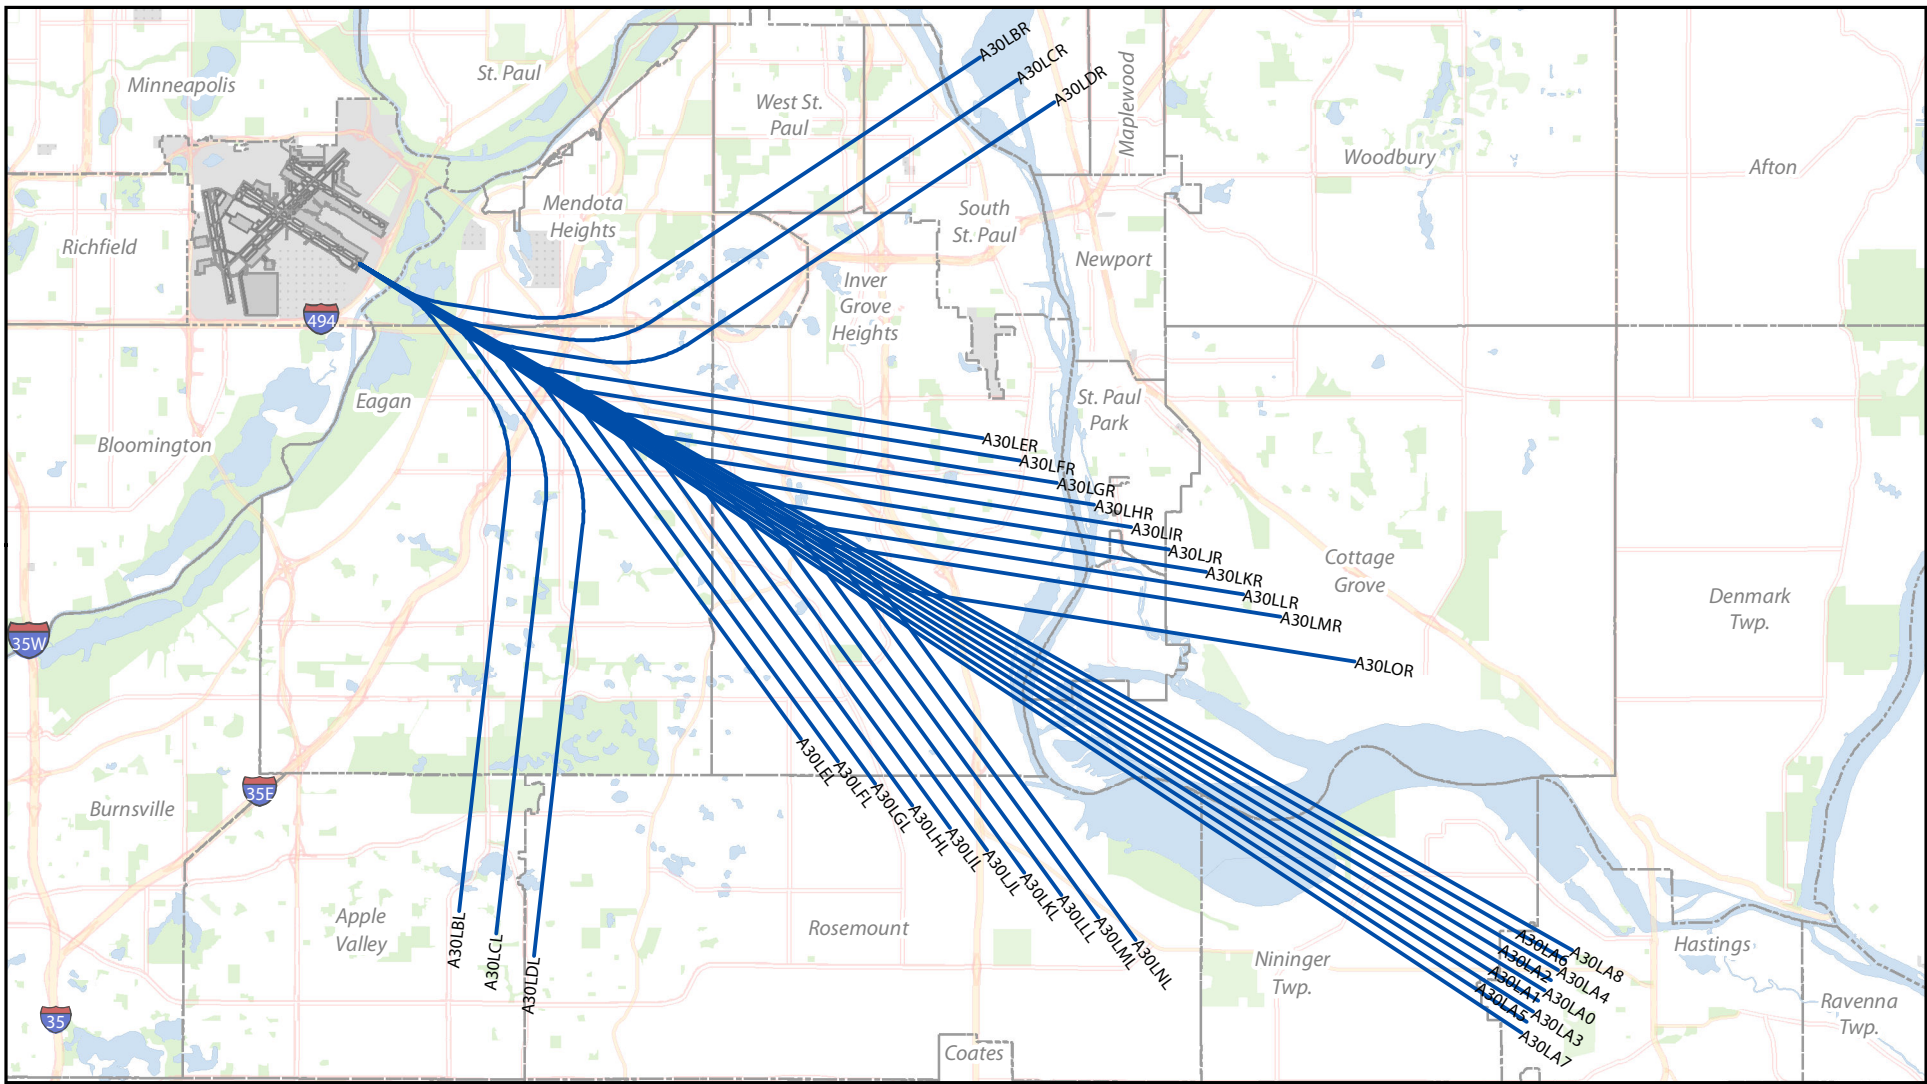 A30LBR
A30LCR
A30LDR
Minneapolis
St. Paul
West St.
Paul
Maplewood
Woodbury
Afton
Mendota
Heights
South
St. Paul
Richfield
Newport
Inver
Grove
Heights
494
Eagan
St. Paul
Park
Bloomington
A30LER
A30LFR
A30LGR
A30LHR
A30LIR
A30LJR
A30LKR
A30LLR
A30LMR
A30LOR
Cottage
Grove
Denmark
Twp.
35W
35E
Burnsville
A30LEL
A30LFL
A30LGL
A30LHL
A30LIL
A30LJL
A30LKL
A30LLL
A30LML
A30LNL
A30LBL
A30LCL
A30LDL
Apple
Valley
Rosemount
Nininger
Twp.
A30LA6
A30LA8
A30LA2
A30LA4
A30LA1
A30LA0
A30LA5
A30LA3
A30LA7
Hastings
Ravenna
Twp.
35
Coates